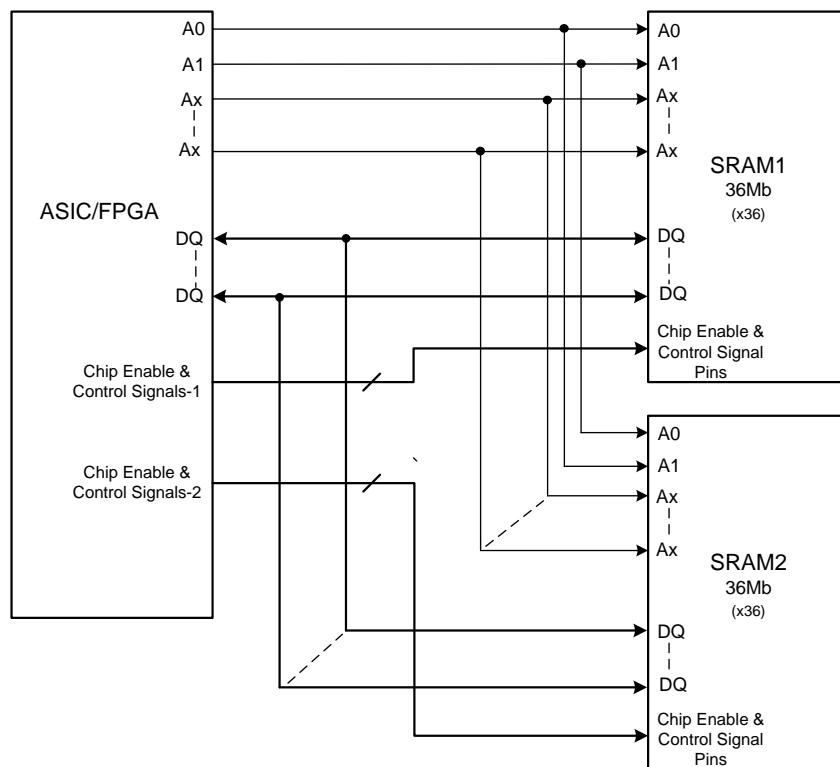 ASIC/FPGA
A0
A1
Ax
Ax
DQ
DQ
Chip Enable &
Control Signals-1
Chip Enable &
Control Signals-2
A0
A1
Ax
Ax
SRAM1
36Mb
(x36)
DQ
DQ
Chip Enable &
Control Signal
Pins
A0
A1
Ax
Ax
SRAM2
36Mb
(x36)
DQ
DQ
Chip Enable &
Control Signal
Pins